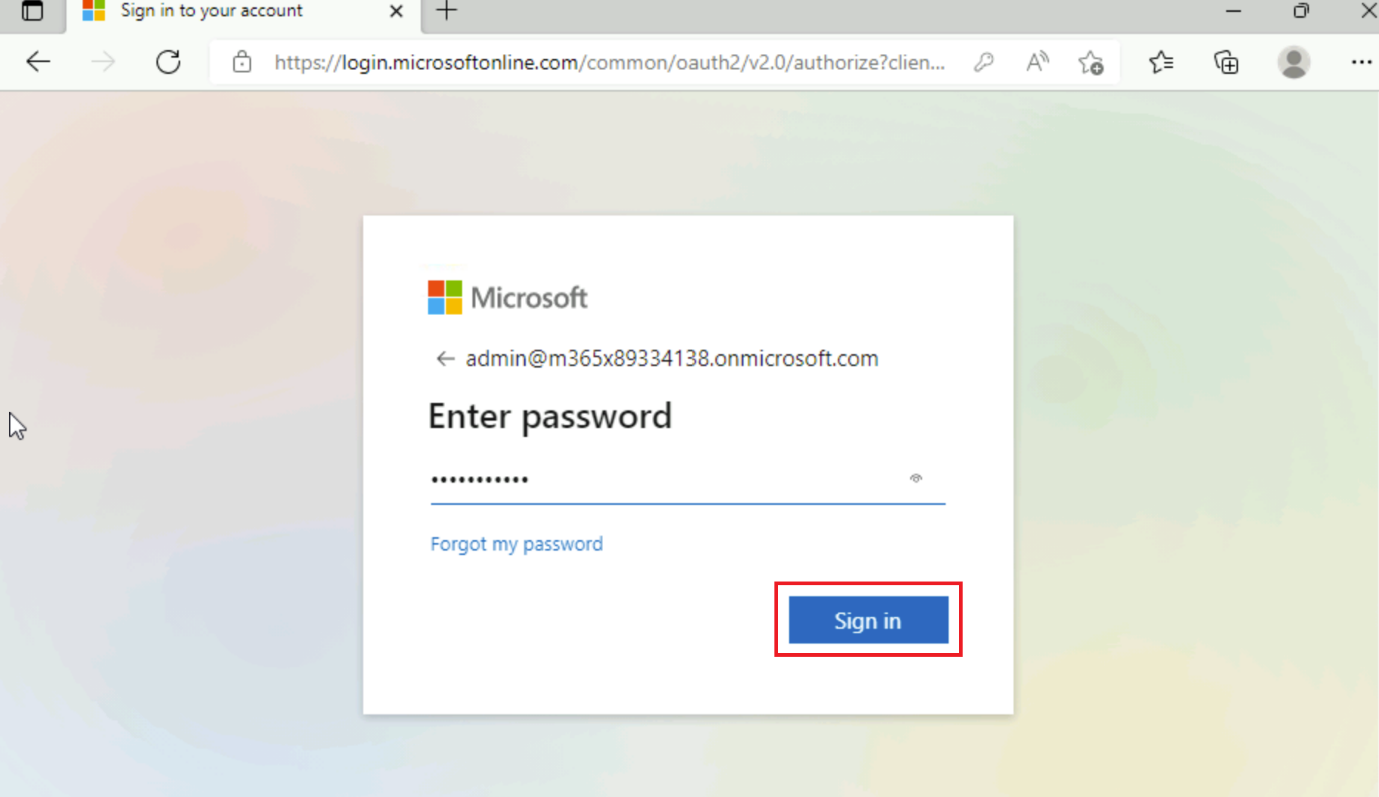 Sign in to your account
https://login.microsoftonline.com/common/oauth2/v2.0/authorize?clien...
Microsoft
admin@m365x89334138.onmicrosoft.com
Enter password
Forgot my password
Sign in